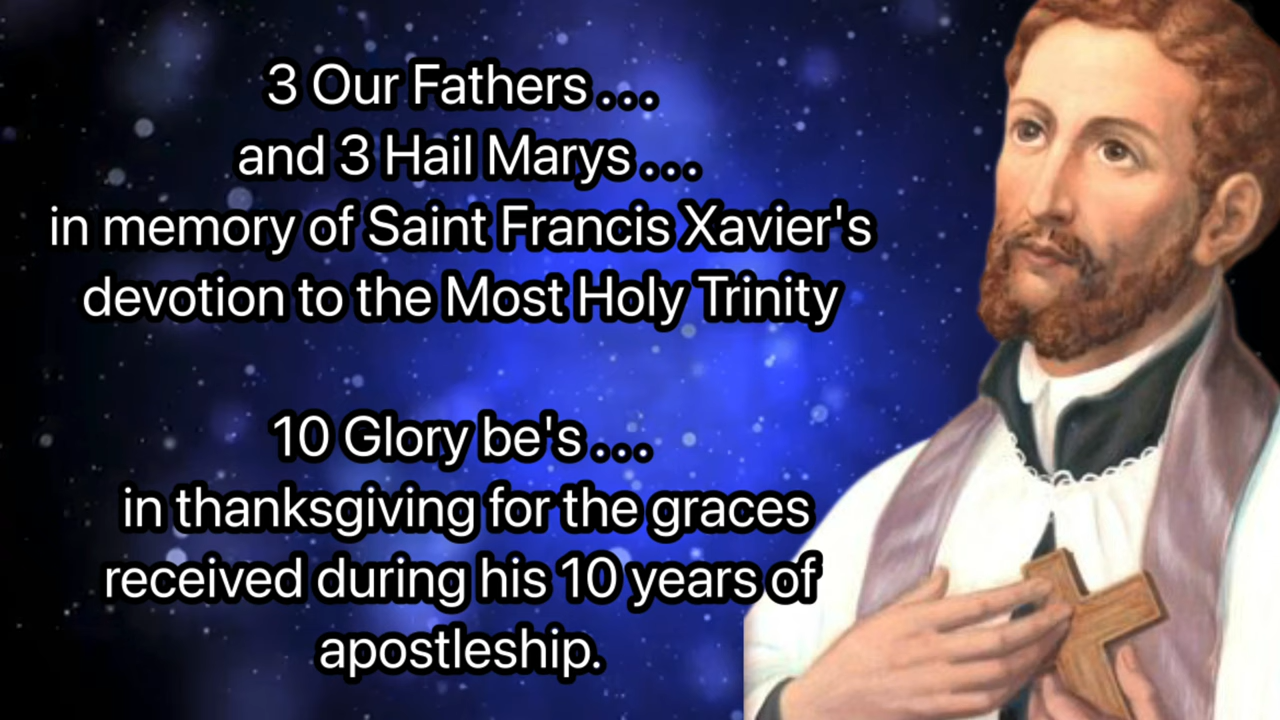 3 Our Fathers...
and 3 Hail Marys...
in memory of Saint Francis Xavier's
devotion to the Most Holy Trinity
10 Glory be's...
in thanksgiving for the graces
received during his 10 years of
apostleship.